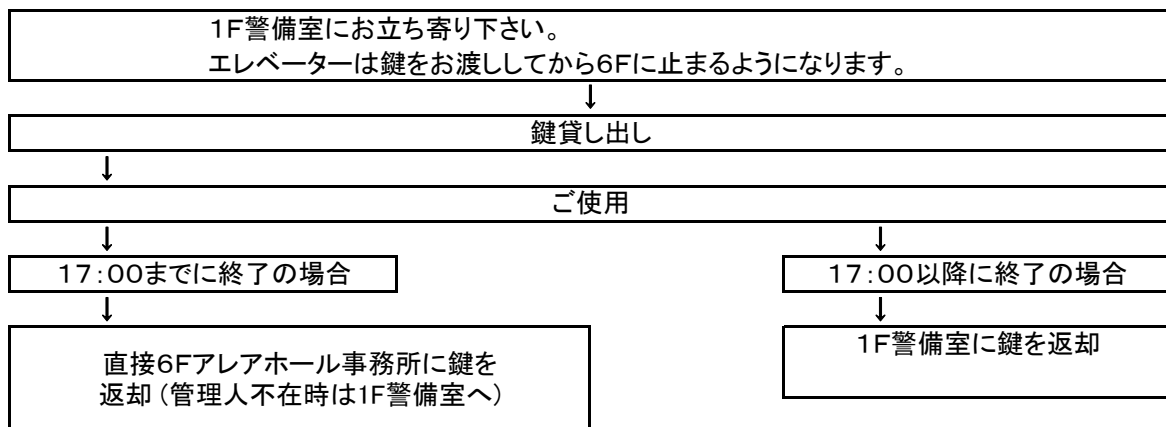 1F警備室にお立ち寄り下さい。
エレベーターは鍵をお渡ししてから6Fに止まるようになります。
↓
鍵貸し出し
↓
ご使用
↓ ↓
17:00までに終了の場合
17:00以降に終了の場合
↓ ↓
直接6Fアレアホール事務所に鍵を
返却(管理人不在時は1F警備室へ)
1F警備室に鍵を返却